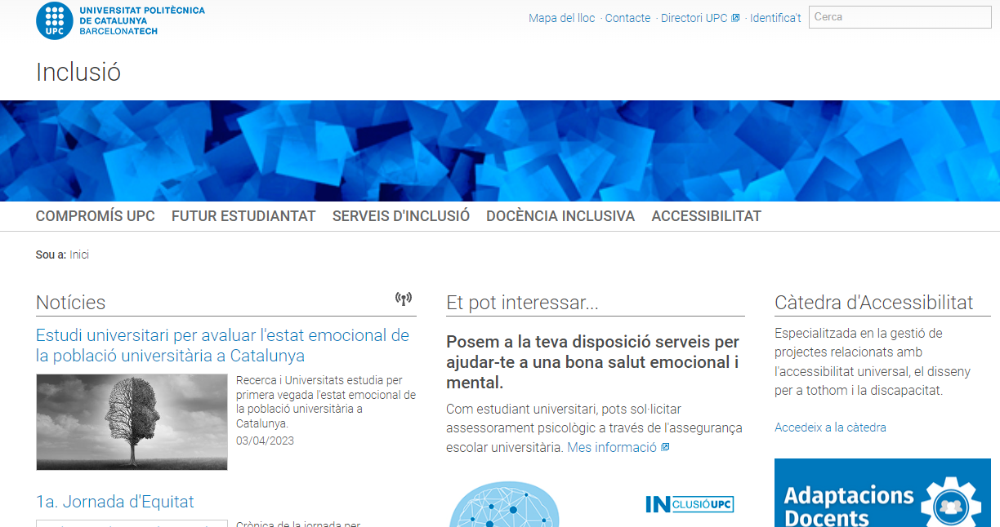 UNIVERSITAT POLITÈCNICA
DE CATALUNYA
BARCELONATECH
UPC
Mapa del lloc · Contacte · Directori UPC · Identifica't
Cerca
Inclusió
COMPROMÍS UPC FUTUR ESTUDIANTAT SERVEIS D'INCLUSIÓ DOCÈNCIA INCLUSIVA ACCESSIBILITAT
Sou a: Inici
Notícies
Estudi universitari per avaluar l'estat emocional de
la població universitària a Catalunya
Recerca i Universitats estudia per
primera vegada l'estat emocional de
la població universitària a
Catalunya.
03/04/2023
1a. Jornada d'Equitat
Crònica de la jornada per
Et pot interessar...
Posem a la teva disposició serveis per
ajudar-te a una bona salut emocional i
mental.
Com estudiant universitari, pots sol·licitar
assessorament psicològic a través de l'assegurança
escolar universitària. Mes informació
INCLUSIÓUPC
Càtedra d'Accessibilitat
Especialitzada en la gestió de
projectes relacionats amb
l'accessibilitat universal, el disseny
per a tothom i la discapacitat.
Accedeix a la càtedra
Adaptacions
Docents